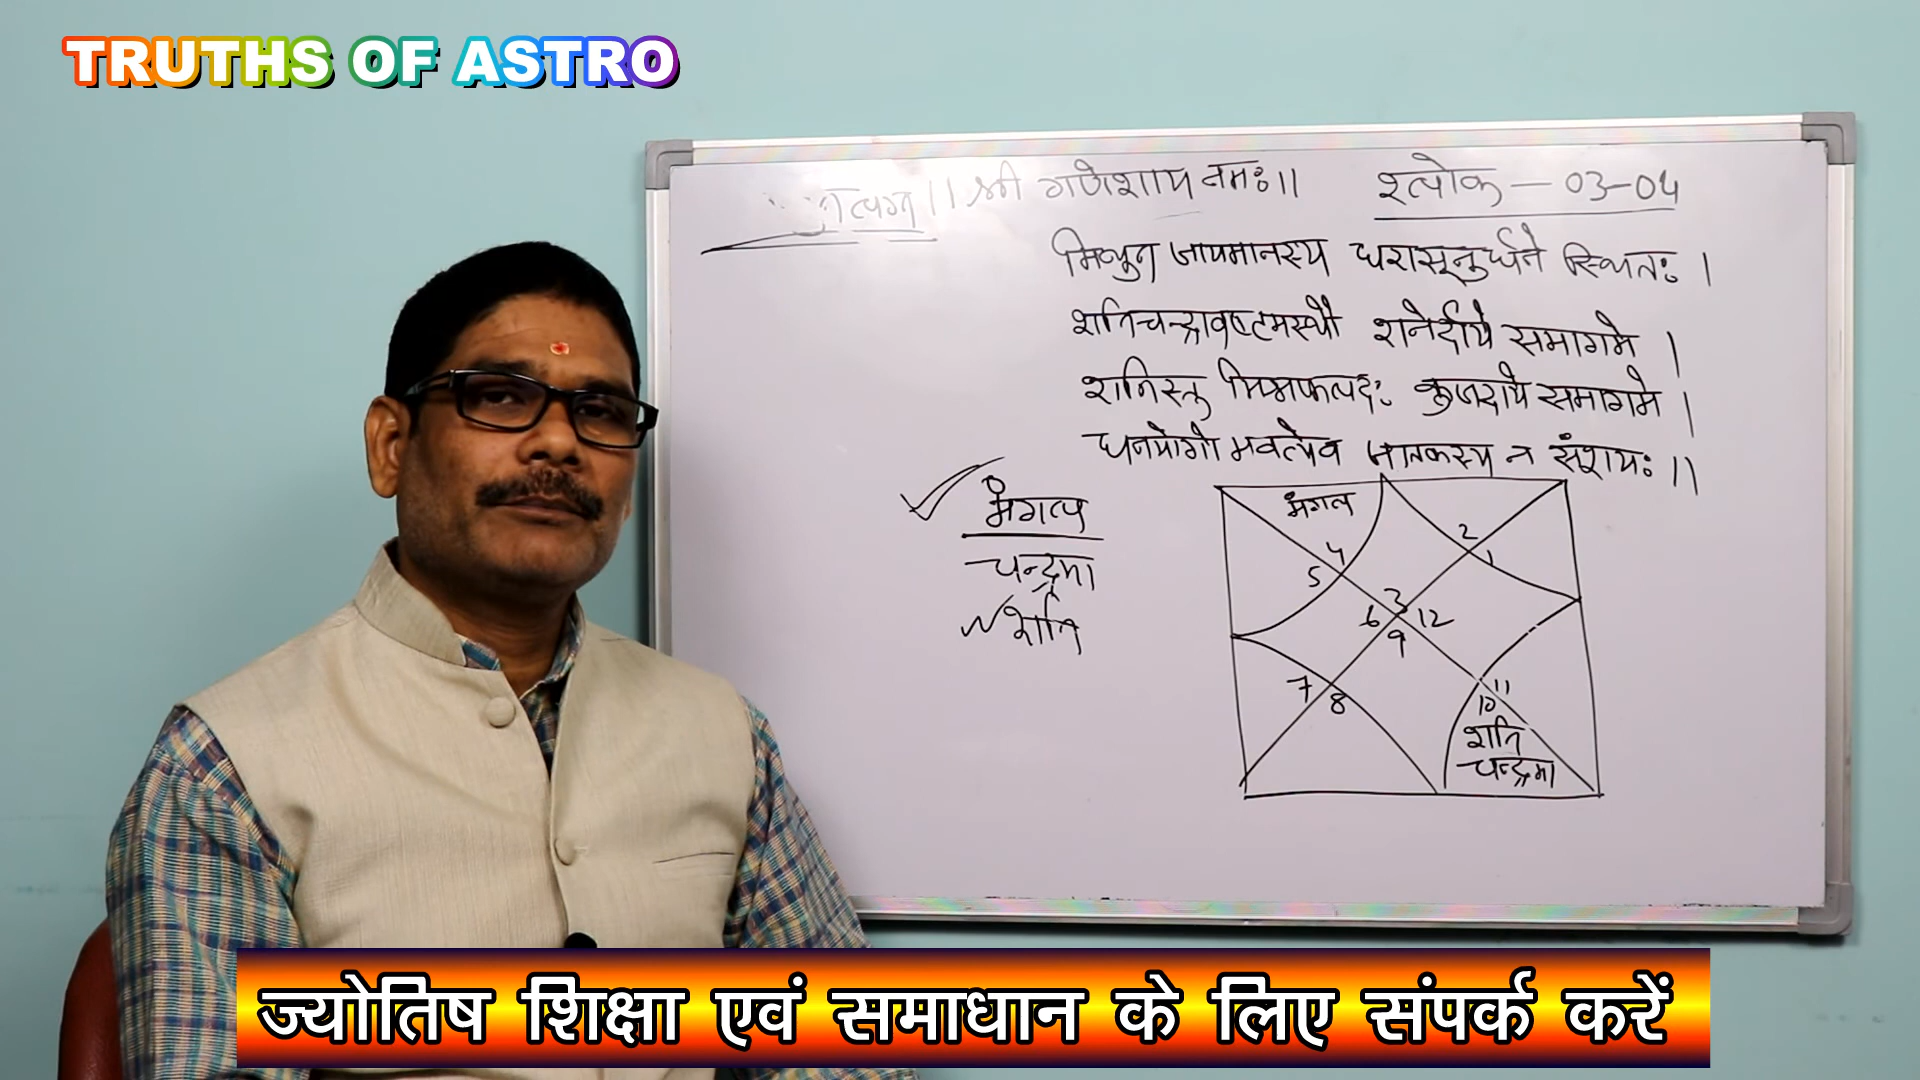 TRUTHS OF ASTRO
।। श्री गणेशाय नमः।।
श्लोक - 03-04
मिथुन जायमानस्य धरासूनुर्धने स्थितः ।
शनिचन्द्रावष्टमस्थौ शनेर्दाये समागमे ।
शनिस्तु मिश्रफलदः कुजदाये समागमे ।
धनयोगो भवत्येव जातकस्य न संशयः ।।
मंगल
चन्द्रमा
शनि
मंगल
2
4
1
5
3
6
12
9
7
8
11
10
शनि
चन्द्रमा
ज्योतिष शिक्षा एवं समाधान के लिए संपर्क करें